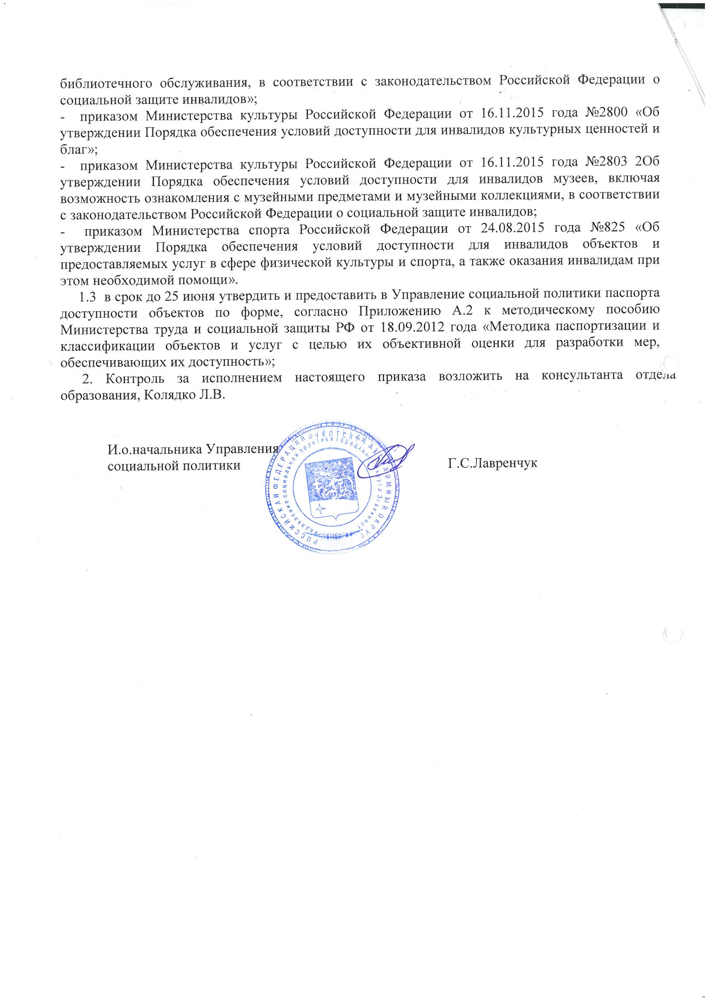 библиотечного обслуживания, в соответствии с законодательством Российской Федерации о
социальной защите инвалидов»;
- приказом Министерства культуры Российской Федерации от 16.11.2015 года №2800 «Об
утверждении Порядка обеспечения условий доступности для инвалидов культурных ценностей и
благ»;
- приказом Министерства культуры Российской Федерации от 16.11.2015 года №2803 2Об
утверждении Порядка обеспечения условий доступности для инвалидов музеев, включая
возможность ознакомления с музейными предметами и музейными коллекциями, в соответствии
с законодательством Российской Федерации о социальной защите инвалидов;
- приказом Министерства спорта Российской Федерации от 24.08.2015 года №825 «Об
утверждении Порядка обеспечения условий доступности для инвалидов объектов и
предоставляемых услуг в сфере физической культуры и спорта, а также оказания инвалидам при
этом необходимой помощи».
1.3 в срок до 25 июня утвердить и предоставить в Управление социальной политики паспорта
доступности объектов по форме, согласно Приложению А.2 к методическому пособию
Министерства труда и социальной защиты РФ от 18.09.2012 года «Методика паспортизации и
классификации объектов и услуг с целью их объективной оценки для разработки мер,
обеспечивающих их доступность»;
2. Контроль за исполнением настоящего приказа возложить на консультанта отдела
образования, Колядко Л.В.
И.о.начальника Управления
социальной политики
Г.С.Лавренчук
РОССИЙСКАЯ ФЕДЕРАЦИЯ ЧУКОТСКИЙ АВТОНОМНЫЙ ОКРУГ
Управление социальной политики городского округа Эгвекинот